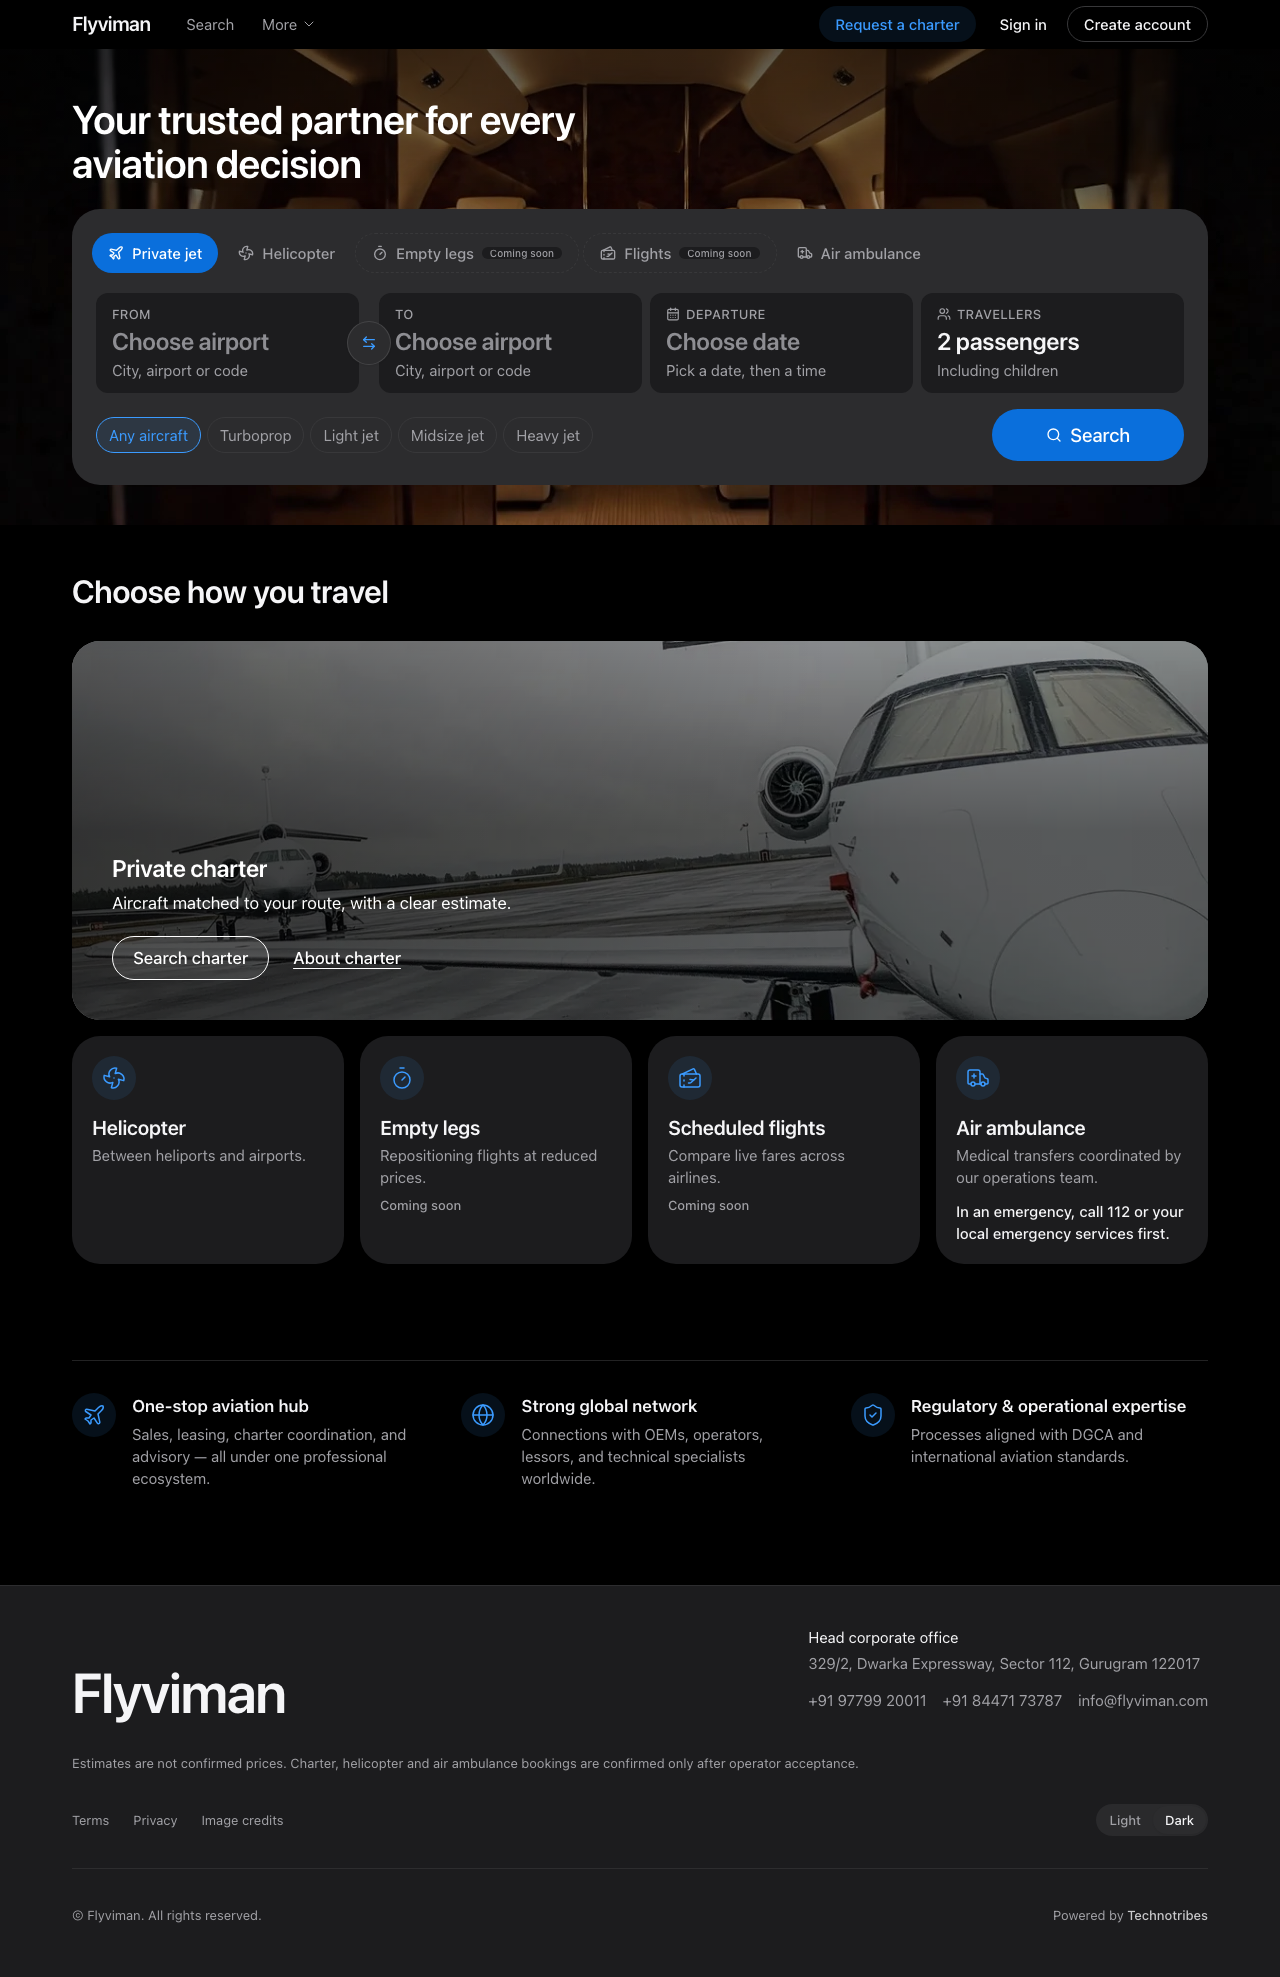 Flyviman
Search
More
Request a charter
Sign in
Create account
Your trusted partner for every
aviation decision
Private jet
Helicopter
Empty legs Coming soon
Flights Coming soon
Air ambulance
FROM
Choose airport
City, airport or code
TO
Choose airport
City, airport or code
DEPARTURE
Choose date
Pick a date, then a time
TRAVELLERS
2 passengers
Including children
Any aircraft
Turboprop
Light jet
Midsize jet
Heavy jet
Search
Choose how you travel
Private charter
Aircraft matched to your route, with a clear estimate.
Search charter
About charter
Helicopter
Between heliports and airports.
Empty legs
Repositioning flights at reduced
prices.
Coming soon
Scheduled flights
Compare live fares across
airlines.
Coming soon
Air ambulance
Medical transfers coordinated by
our operations team.
In an emergency, call 112 or your
local emergency services first.
One-stop aviation hub
Sales, leasing, charter coordination, and
advisory — all under one professional
ecosystem.
Strong global network
Connections with OEMs, operators,
lessors, and technical specialists
worldwide.
Regulatory & operational expertise
Processes aligned with DGCA and
international aviation standards.
Flyviman
Head corporate office
329/2, Dwarka Expressway, Sector 112, Gurugram 122017
+91 97799 20011 +91 84471 73787 info@flyviman.com
Estimates are not confirmed prices. Charter, helicopter and air ambulance bookings are confirmed only after operator acceptance.
Terms
Privacy
Image credits
Light
Dark
© Flyviman. All rights reserved.
Powered by Technotribes